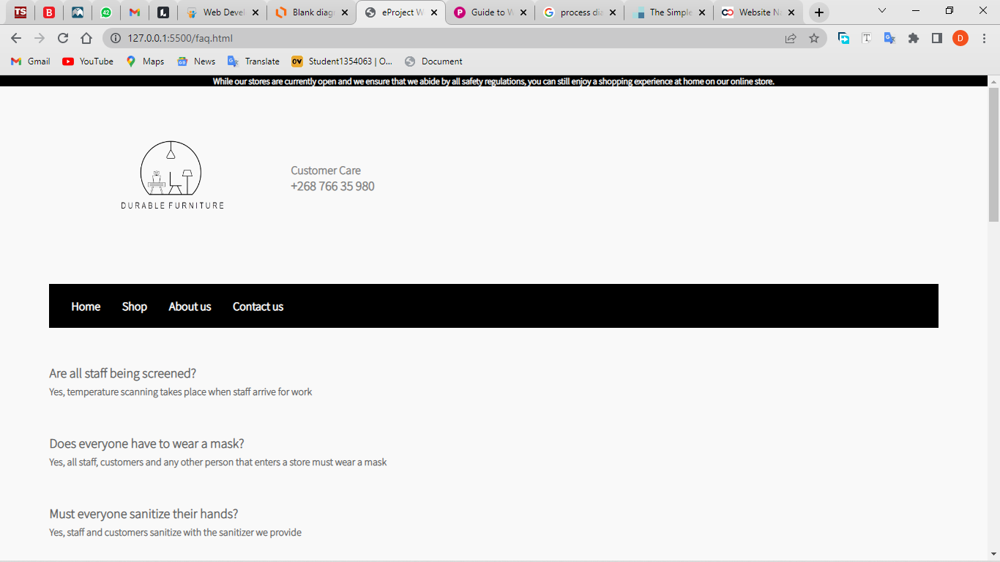 TS
B
42
Web Devel
Blank diagr
eProject W
P
Guide to W
G
process dia
The Simple
Website Na
127.0.0.1:5500/faq.html
T
D
Gmail
YouTube
Maps
News
Translate
OV
Student1354063 | O...
Document
While our stores are currently open and we ensure that we abide by all safety regulations, you can still enjoy a shopping experience at home on our online store.
DURABLE FURNITURE
Customer Care
+268 766 35 980
Home Shop About us Contact us
Are all staff being screened?
Yes, temperature scanning takes place when staff arrive for work
Does everyone have to wear a mask?
Yes, all staff, customers and any other person that enters a store must wear a mask
Must everyone sanitize their hands?
Yes, staff and customers sanitize with the sanitizer we provide